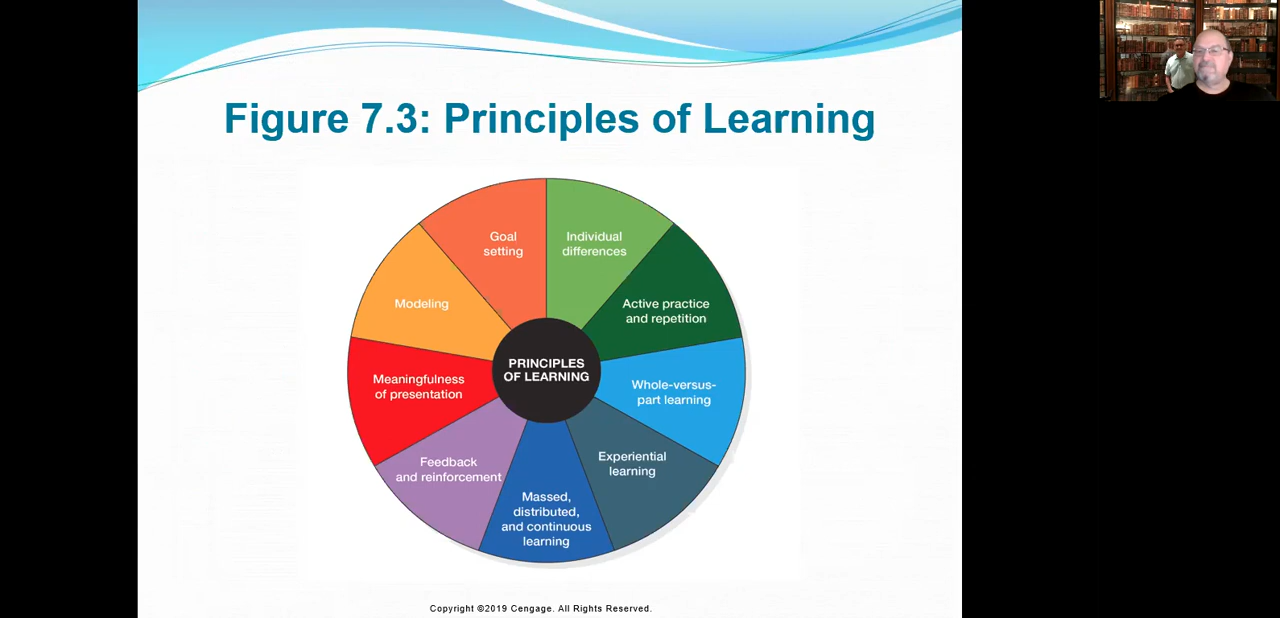 Figure 7.3: Principles of Learning
Goal
setting
Individual
differences
Modeling
Active practice
and repetition
PRINCIPLES
OF LEARNING
Meaningfulness
of presentation
Whole-versus-
part learning
Feedback
and reinforcement
Experiential
learning
Massed,
distributed,
and continuous
learning
Copyright ©2019 Cengage. All Rights Reserved.